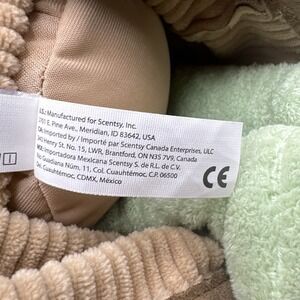 U.S.: Manufactured for Scentsy, Inc.
2701 E. Pine Ave., Meridian, ID 83642, USA
CA: Imported by / Importé par Scentsy Canada Enterprises, ULC
Henry St. No. 15, LWR, Brantford, ON N3S 7V9, Canada
MX: Importadora Mexicana Scentsy S. de R.L. de C.V.
Guadiana Núm. 11, Col. Cuauhtémoc, C.P. 06500
Del. Cuauhtémoc, CDMX, México
CE